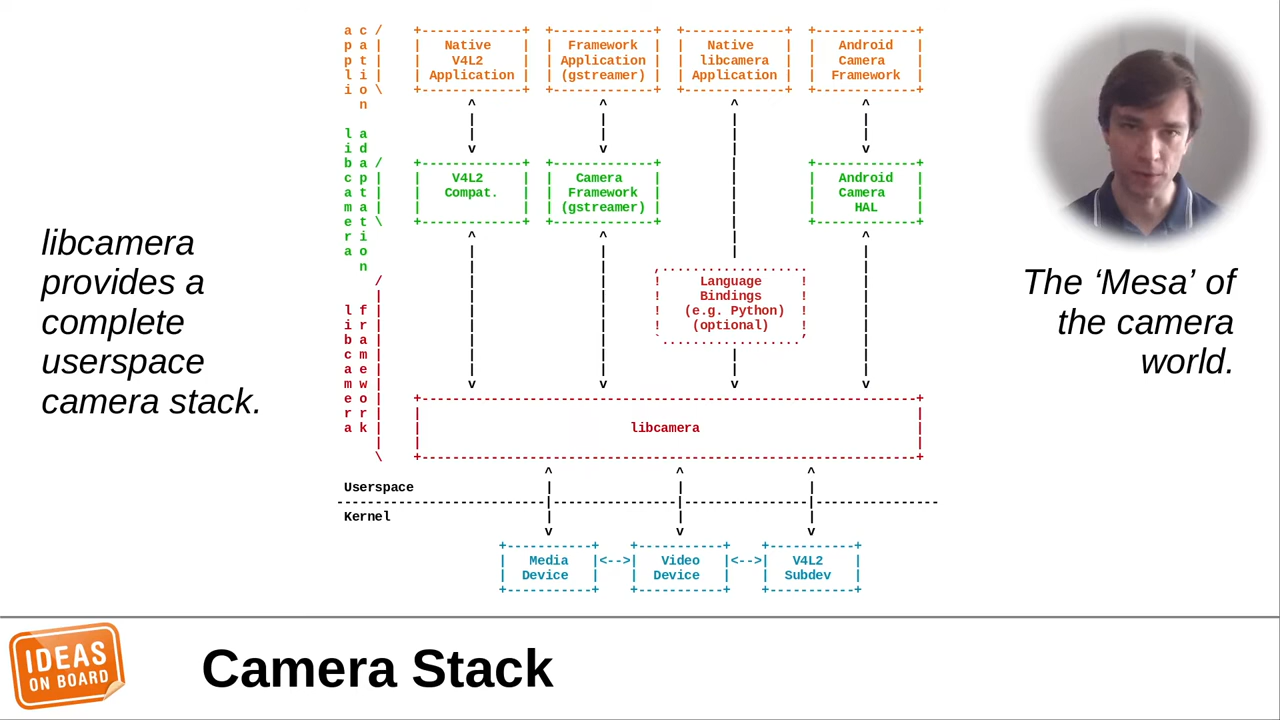 libcamera
provides a
complete
userspace
camera stack.
application
Native
V4L2
Application
Framework
Application
(gstreamer)
Native
libcamera
Application
Android
Camera
Framework
libcamera
adaptation
V4L2
Compat.
Camera
Framework
(gstreamer)
Android
Camera
HAL
libcamera
framework
Language
Bindings
(e.g. Python)
(optional)
libcamera
Userspace
Kernel
Media
Device
Video
Device
V4L2
Subdev
The ‘Mesa’ of
the camera
world.
IDEAS
ON BOARD
Camera Stack